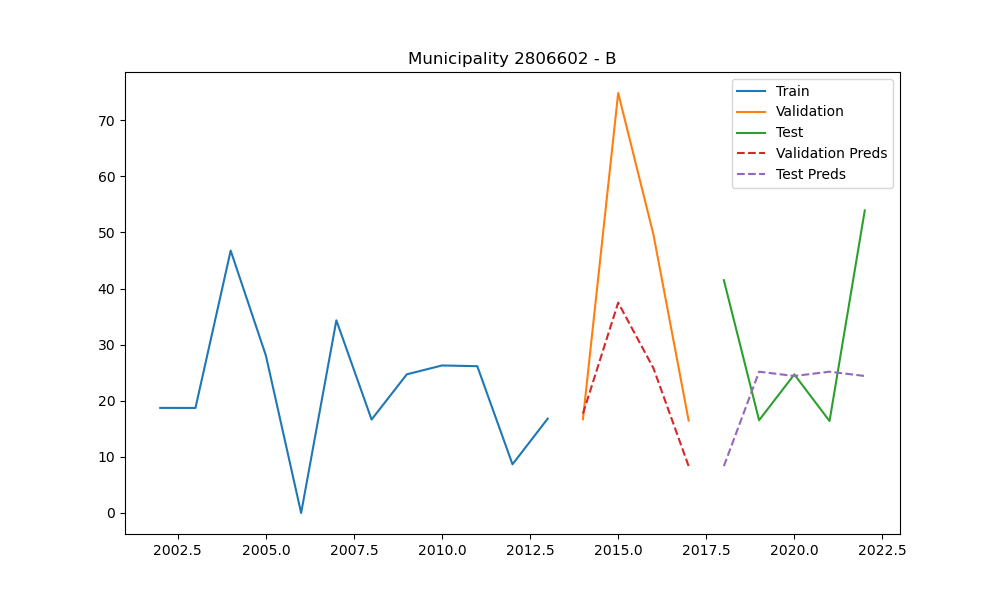 Municipality 2806602 - B
Train
Validation
Test
Validation Preds
Test Preds
70
60
50
40
30
20
10
0
2002.5 2005.0 2007.5 2010.0 2012.5 2015.0 2017.5 2020.0 2022.5